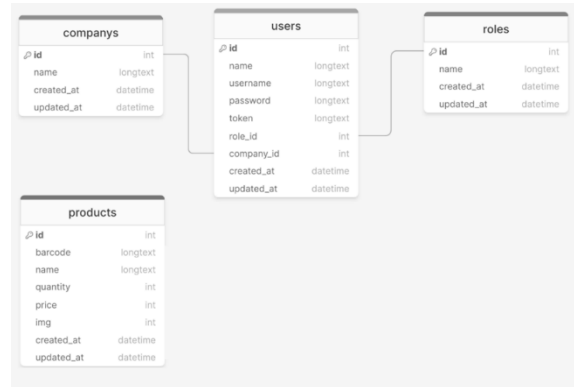 companys
id int
name longtext
created_at datetime
updated_at datetime
users
id int
name longtext
username longtext
password longtext
token longtext
role_id int
company_id int
created_at datetime
updated_at datetime
roles
id int
name longtext
created_at datetime
updated_at datetime
products
id int
barcode longtext
name longtext
quantity int
price int
img int
created_at datetime
updated_at datetime